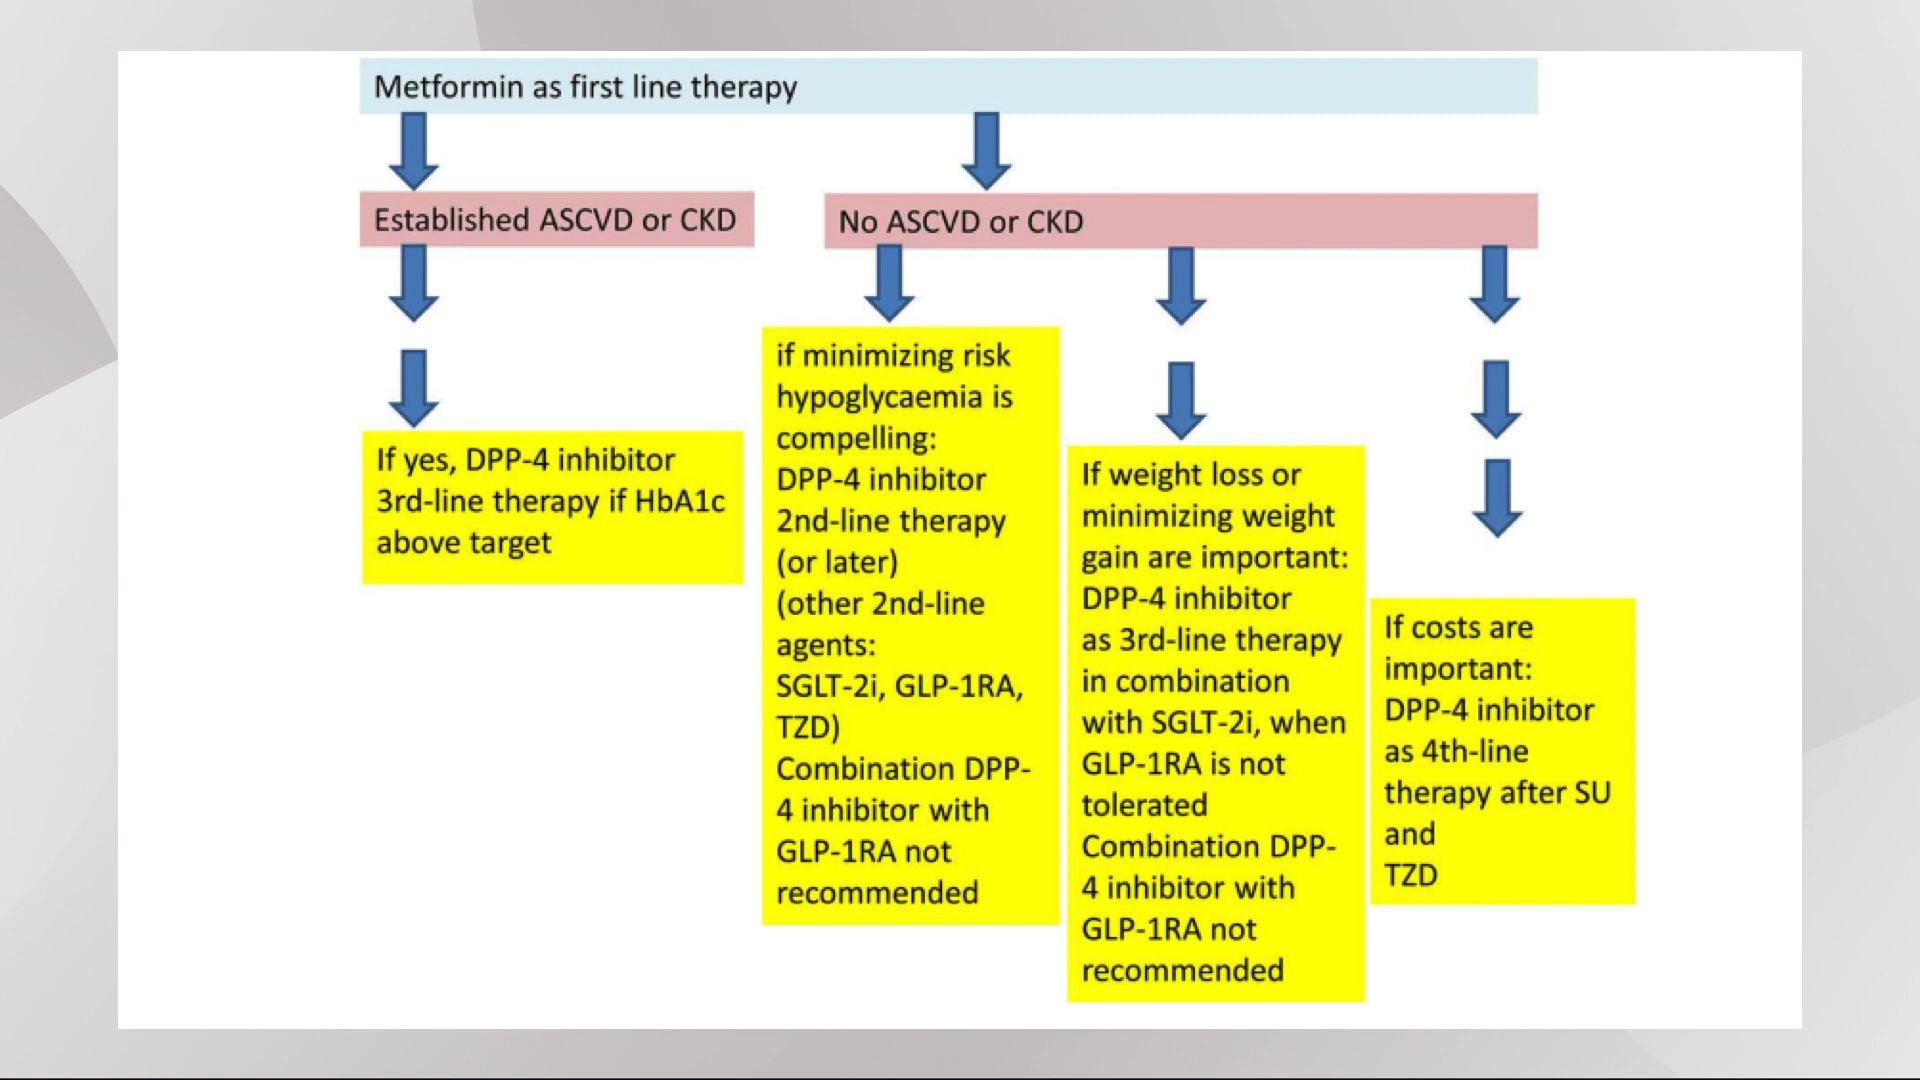 Metformin as first line therapy
Established ASCVD or CKD
No ASCVD or CKD
If yes, DPP-4 inhibitor
3rd-line therapy if HbA1c
above target
if minimizing risk
hypoglycaemia is
compelling:
DPP-4 inhibitor
2nd-line therapy
(or later)
(other 2nd-line
agents:
SGLT-2i, GLP-1RA,
TZD)
Combination DPP-
4 inhibitor with
GLP-1RA not
recommended
If weight loss or
minimizing weight
gain are important:
DPP-4 inhibitor
as 3rd-line therapy
in combination
with SGLT-2i, when
GLP-1RA is not
tolerated
Combination DPP-
4 inhibitor with
GLP-1RA not
recommended
If costs are
important:
DPP-4 inhibitor
as 4th-line
therapy after SU
and
TZD